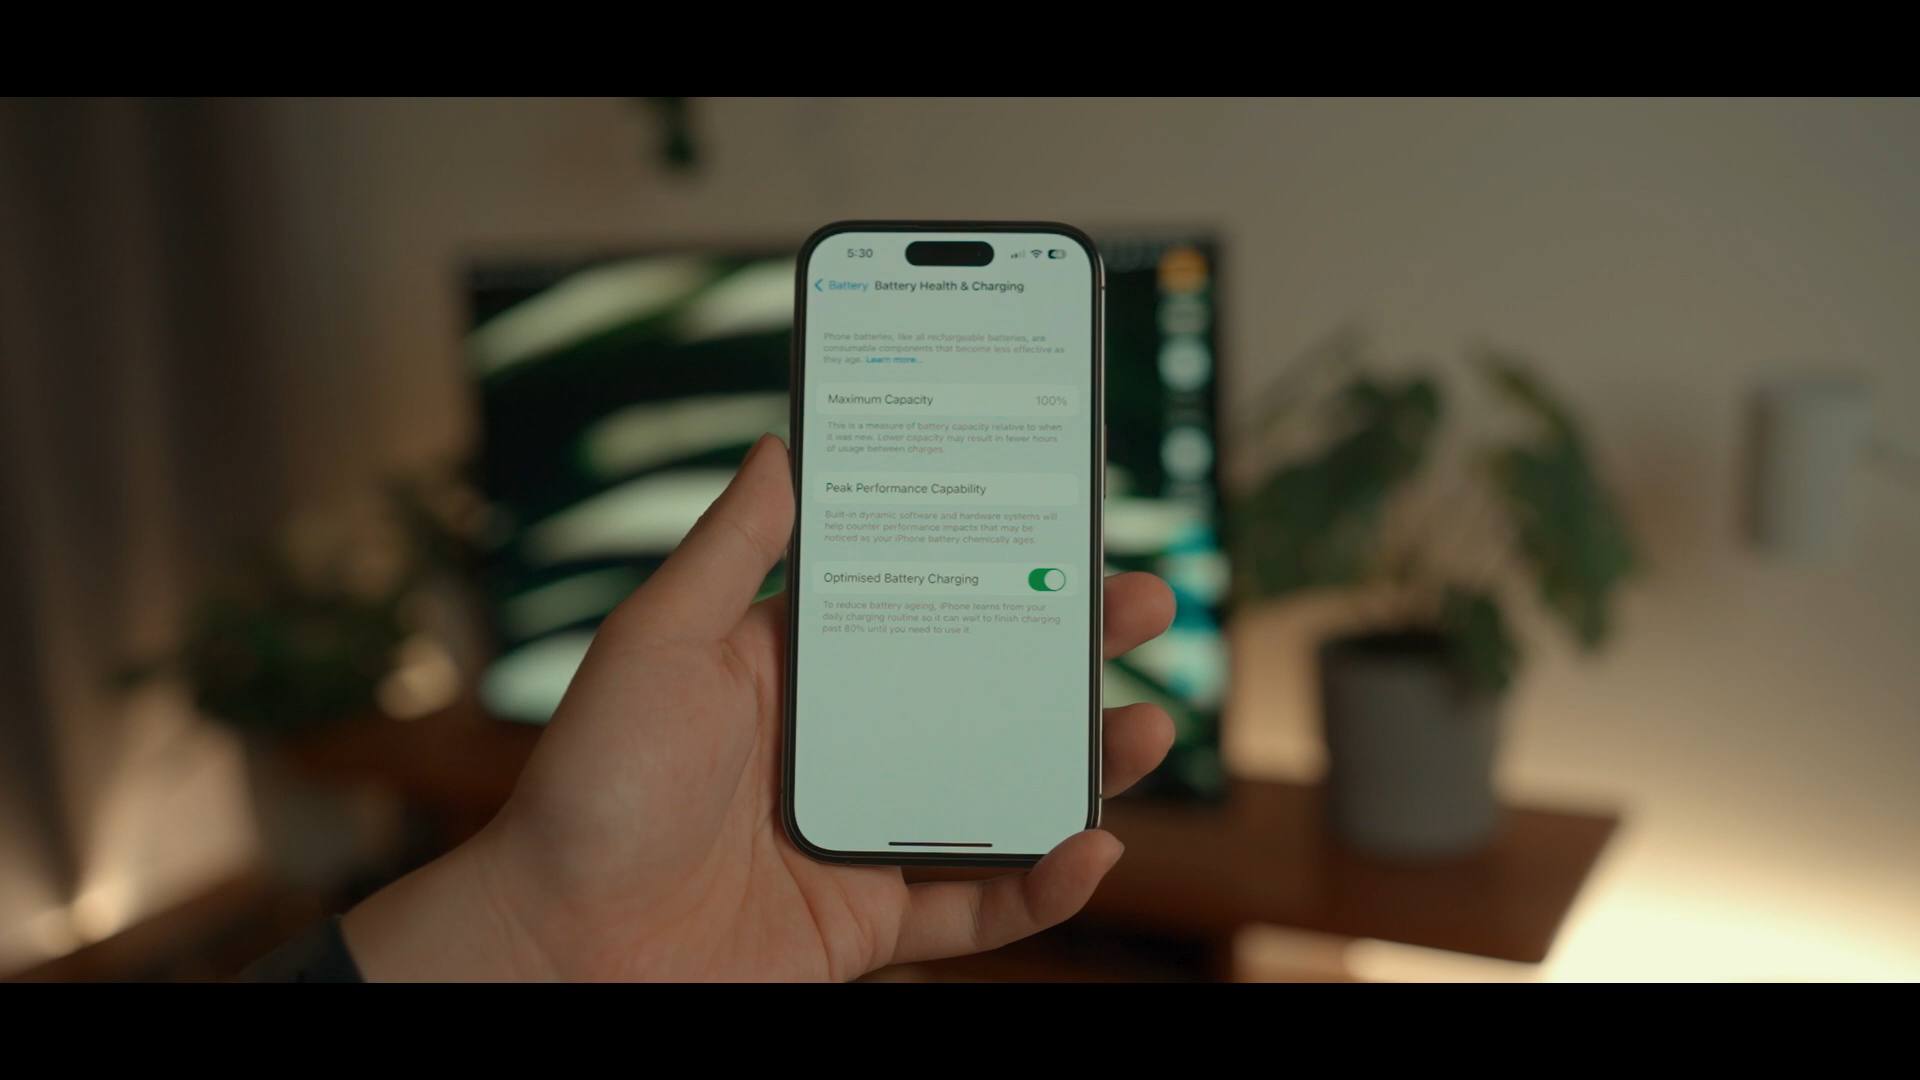 5:30
Battery Battery Health & Charging
Phone batteries, like all rechargeable batteries, are
consumable components that become less effective as
they age. Learn more...
Maximum Capacity 100%
This is a measure of battery capacity relative to when
it was new. Lower capacity may result in fewer hours
of usage between charges.
Peak Performance Capability
Built-in dynamic software and hardware systems will
help counter performance impacts that may be
noticed as your iPhone battery chemically ages.
Optimised Battery Charging
To reduce battery ageing, iPhone learns from your
daily charging routine so it can wait to finish charging
past 80% until you need to use it.